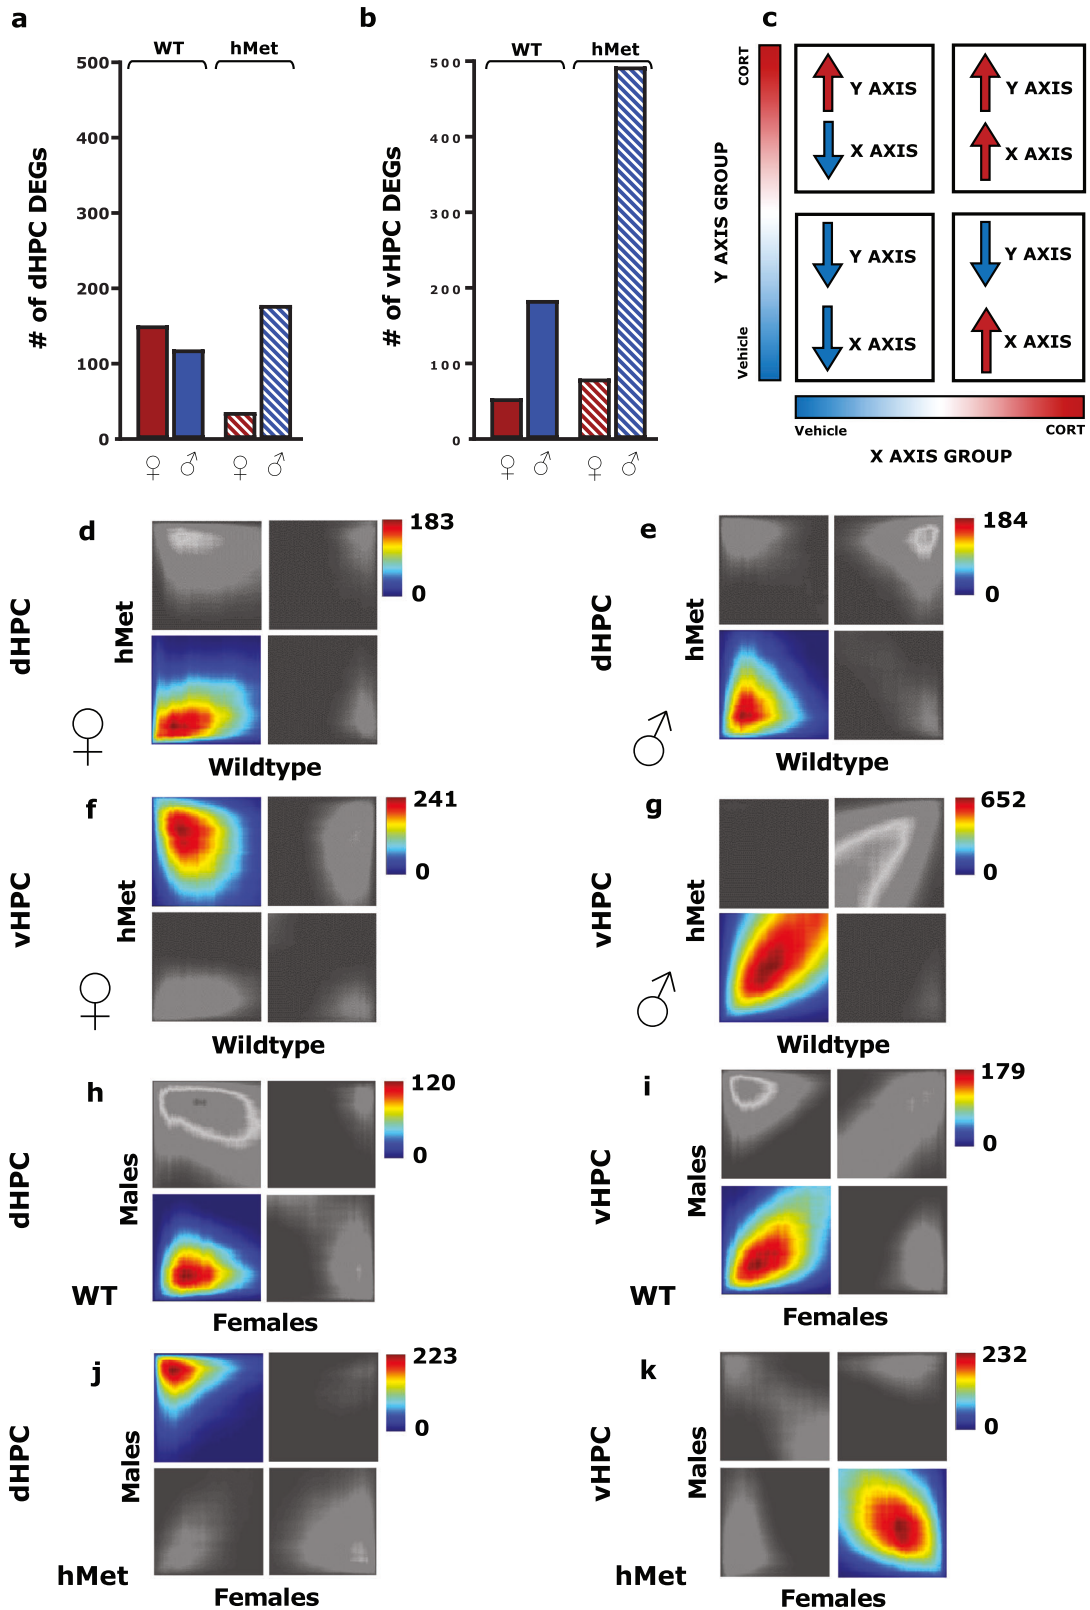 a
WT hMet
# of dHPC DEGs
500
400
300
200
100
0
♀ ♂ ♀ ♂
b
WT hMet
# of vHPC DEGs
500
400
300
200
100
0
♀ ♂ ♀ ♂
c
Y AXIS GROUP
CORT
Vehicle
Y AXIS
X AXIS
Y AXIS
X AXIS
Y AXIS
X AXIS
Y AXIS
X AXIS
Vehicle CORT
X AXIS GROUP
d
dHPC
♀
hMet
Wildtype
183
0
e
dHPC
♂
hMet
Wildtype
184
0
f
vHPC
♀
hMet
Wildtype
241
0
g
vHPC
♂
hMet
Wildtype
652
0
h
dHPC
WT
Males
Females
120
0
i
vHPC
WT
Males
Females
179
0
j
dHPC
hMet
Males
Females
223
0
k
vHPC
hMet
Males
Females
232
0